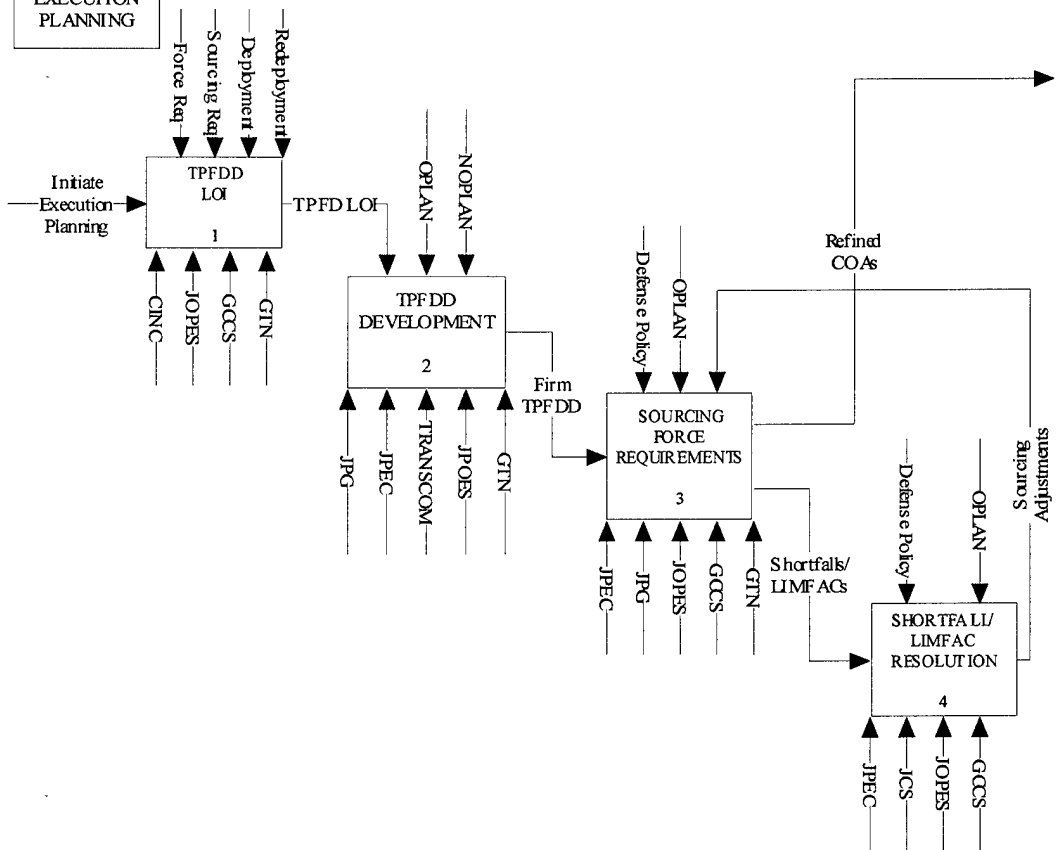 EXECUTION
PLANNING
Force Req
Sourcing Req
Deployment
Redeployment
Initiate
Execution
Planning
TPFDD
LOI
1
CINC
JOPES
GCCS
GTN
TPFD LOI
OPLAN
NOPLAN
TPFDD
DEVELOPMENT
2
JPG
JPEC
TRANSCOM
JPOES
GTN
Firm
TPFDD
Defense Policy
OPLAN
SOURCING
FORCE
REQUIREMENTS
3
JPEC
JPG
JOPES
GCCS
GTN
Refined
COAs
Shortfalls/
LIMFACs
Defense Policy
OPLAN
SHORTFALL/
LIMFAC
RESOLUTION
4
JPEC
JCS
JOPES
GCCS
Sourcing
Adjustments